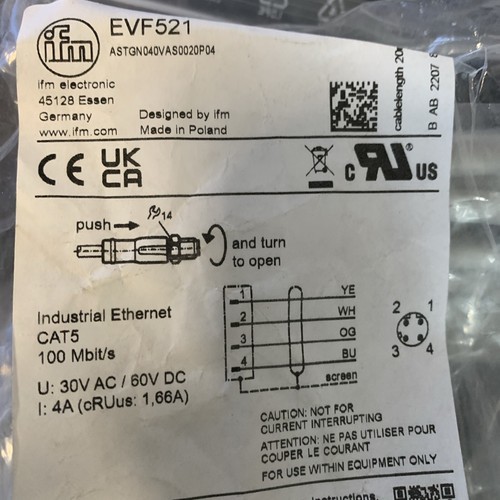 ifm
EVF521
ASTGN040VAS0020P04
ifm electronic
45128 Essen
Germany
www.ifm.com
Designed by ifm
Made in Poland
cablelength
B AB 2207
CE UK CA
c RU® US
push
14
and turn
to open
Industrial Ethernet
CAT5
100 Mbit/s
U: 30V AC / 60V DC
I: 4A (cRUus: 1,66A)
1 YE
2 WH
3 OG
4 BU
screen
2 1
3 4
CAUTION: NOT FOR
CURRENT INTERRUPTING
ATTENTION: NE PAS UTILISER POUR
COUPER LE COURANT
FOR USE WITHIN EQUIPMENT ONLY
instructions,